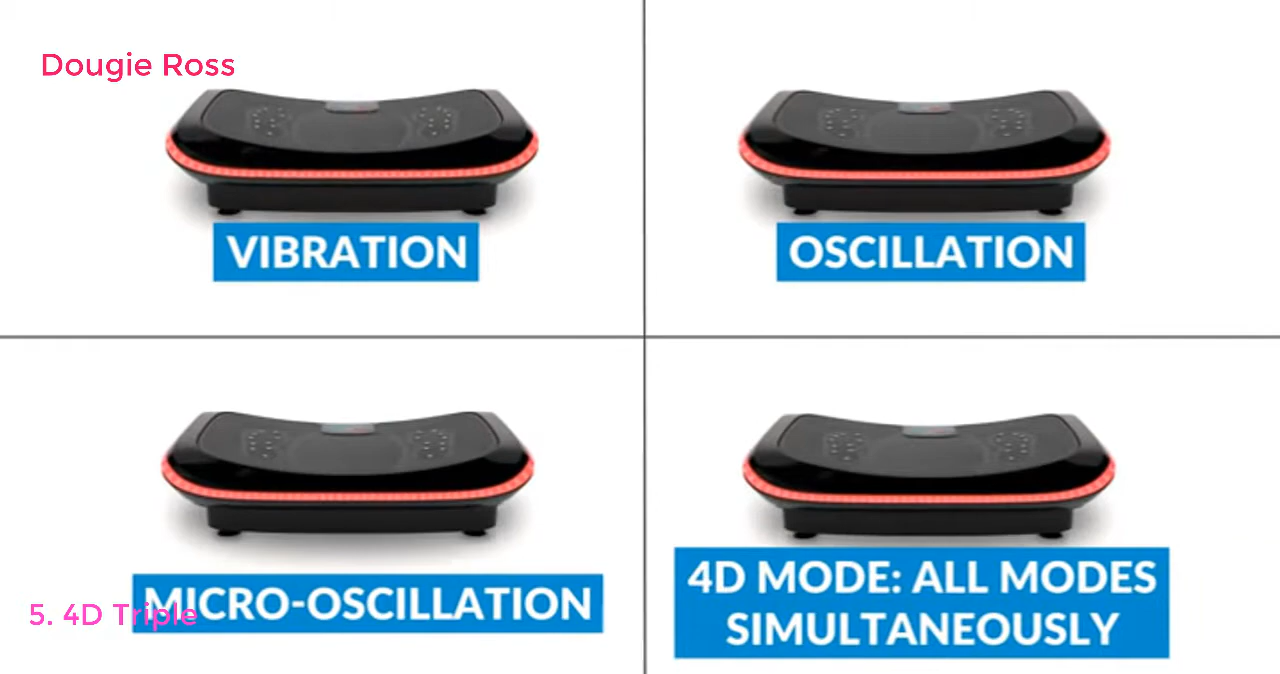 Dougie Ross
VIBRATION
OSCILLATION
MICRO-OSCILLATION
5. 4D Triple
4D MODE: ALL MODES
SIMULTANEOUSLY